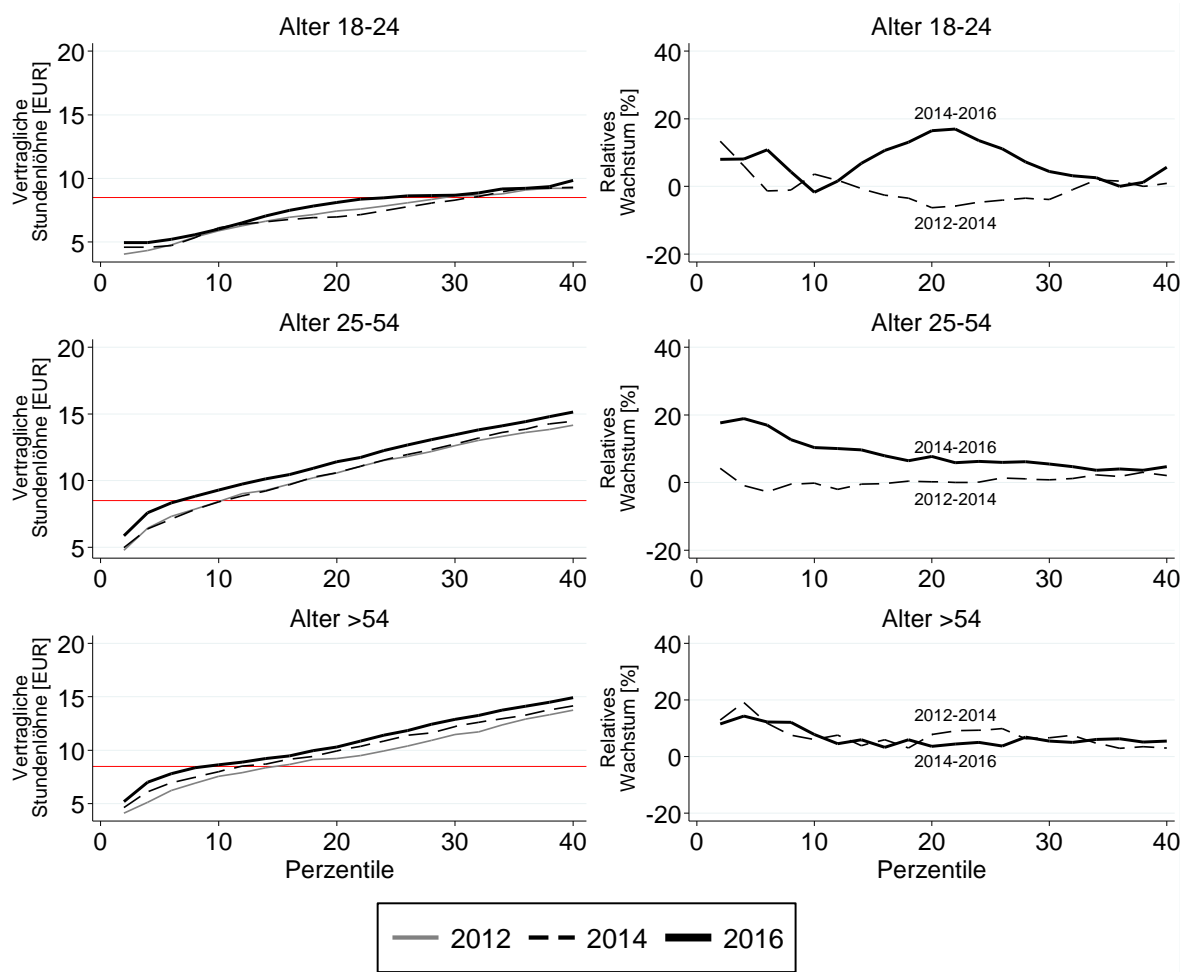 Alter 18-24
Vertragliche
Stundenlöhne [EUR]
20
15
10
5
0 10 20 30 40
Alter 18-24
Relatives
Wachstum [%]
40
20
0
-20
2014-2016
2012-2014
0 10 20 30 40
Alter 25-54
Vertragliche
Stundenlöhne [EUR]
20
15
10
5
0 10 20 30 40
Alter 25-54
Relatives
Wachstum [%]
40
20
0
-20
2014-2016
2012-2014
0 10 20 30 40
Alter >54
Vertragliche
Stundenlöhne [EUR]
20
15
10
5
0 10 20 30 40
Perzentile
Alter >54
Relatives
Wachstum [%]
40
20
0
-20
2012-2014
2014-2016
0 10 20 30 40
Perzentile
2012 2014 2016